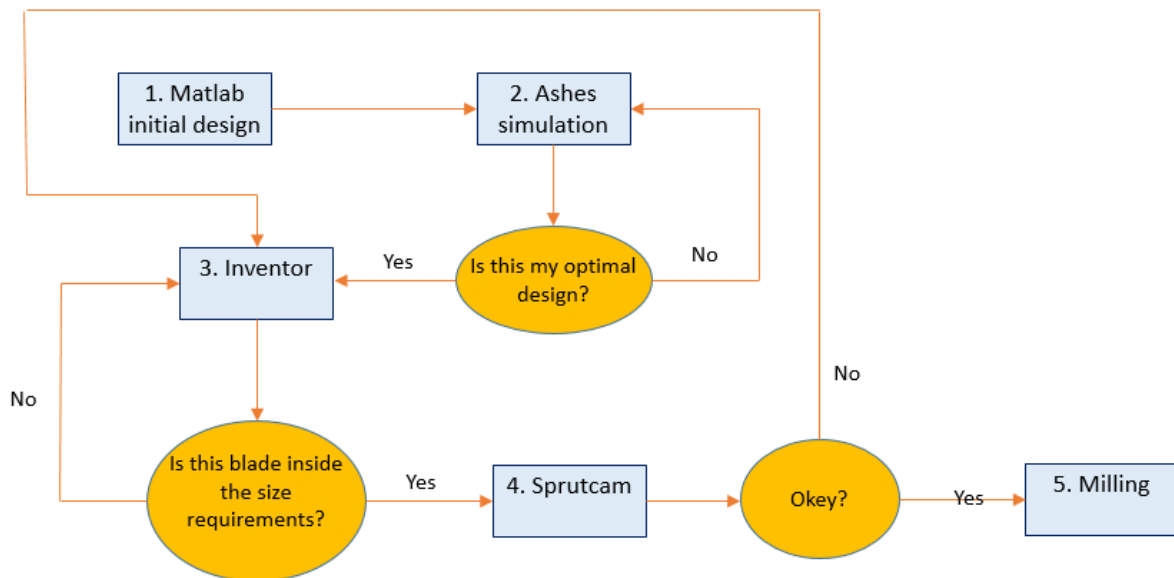 1. Matlab
initial design
2. Ashes
simulation
3. Inventor
Yes
Is this my optimal
design?
No
No
No
Is this blade inside
the size
requirements?
Yes
4. Sprutcam
Okey?
Yes
5. Milling